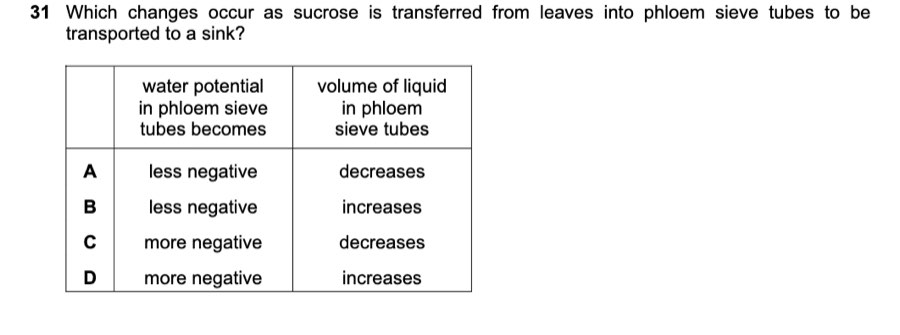 31 Which changes occur as sucrose is transferred from leaves into phloem sieve tubes to be
transported to a sink?
water potential in phloem sieve tubes becomes | volume of liquid in phloem sieve tubes
A less negative decreases
B less negative increases
C more negative decreases
D more negative increases